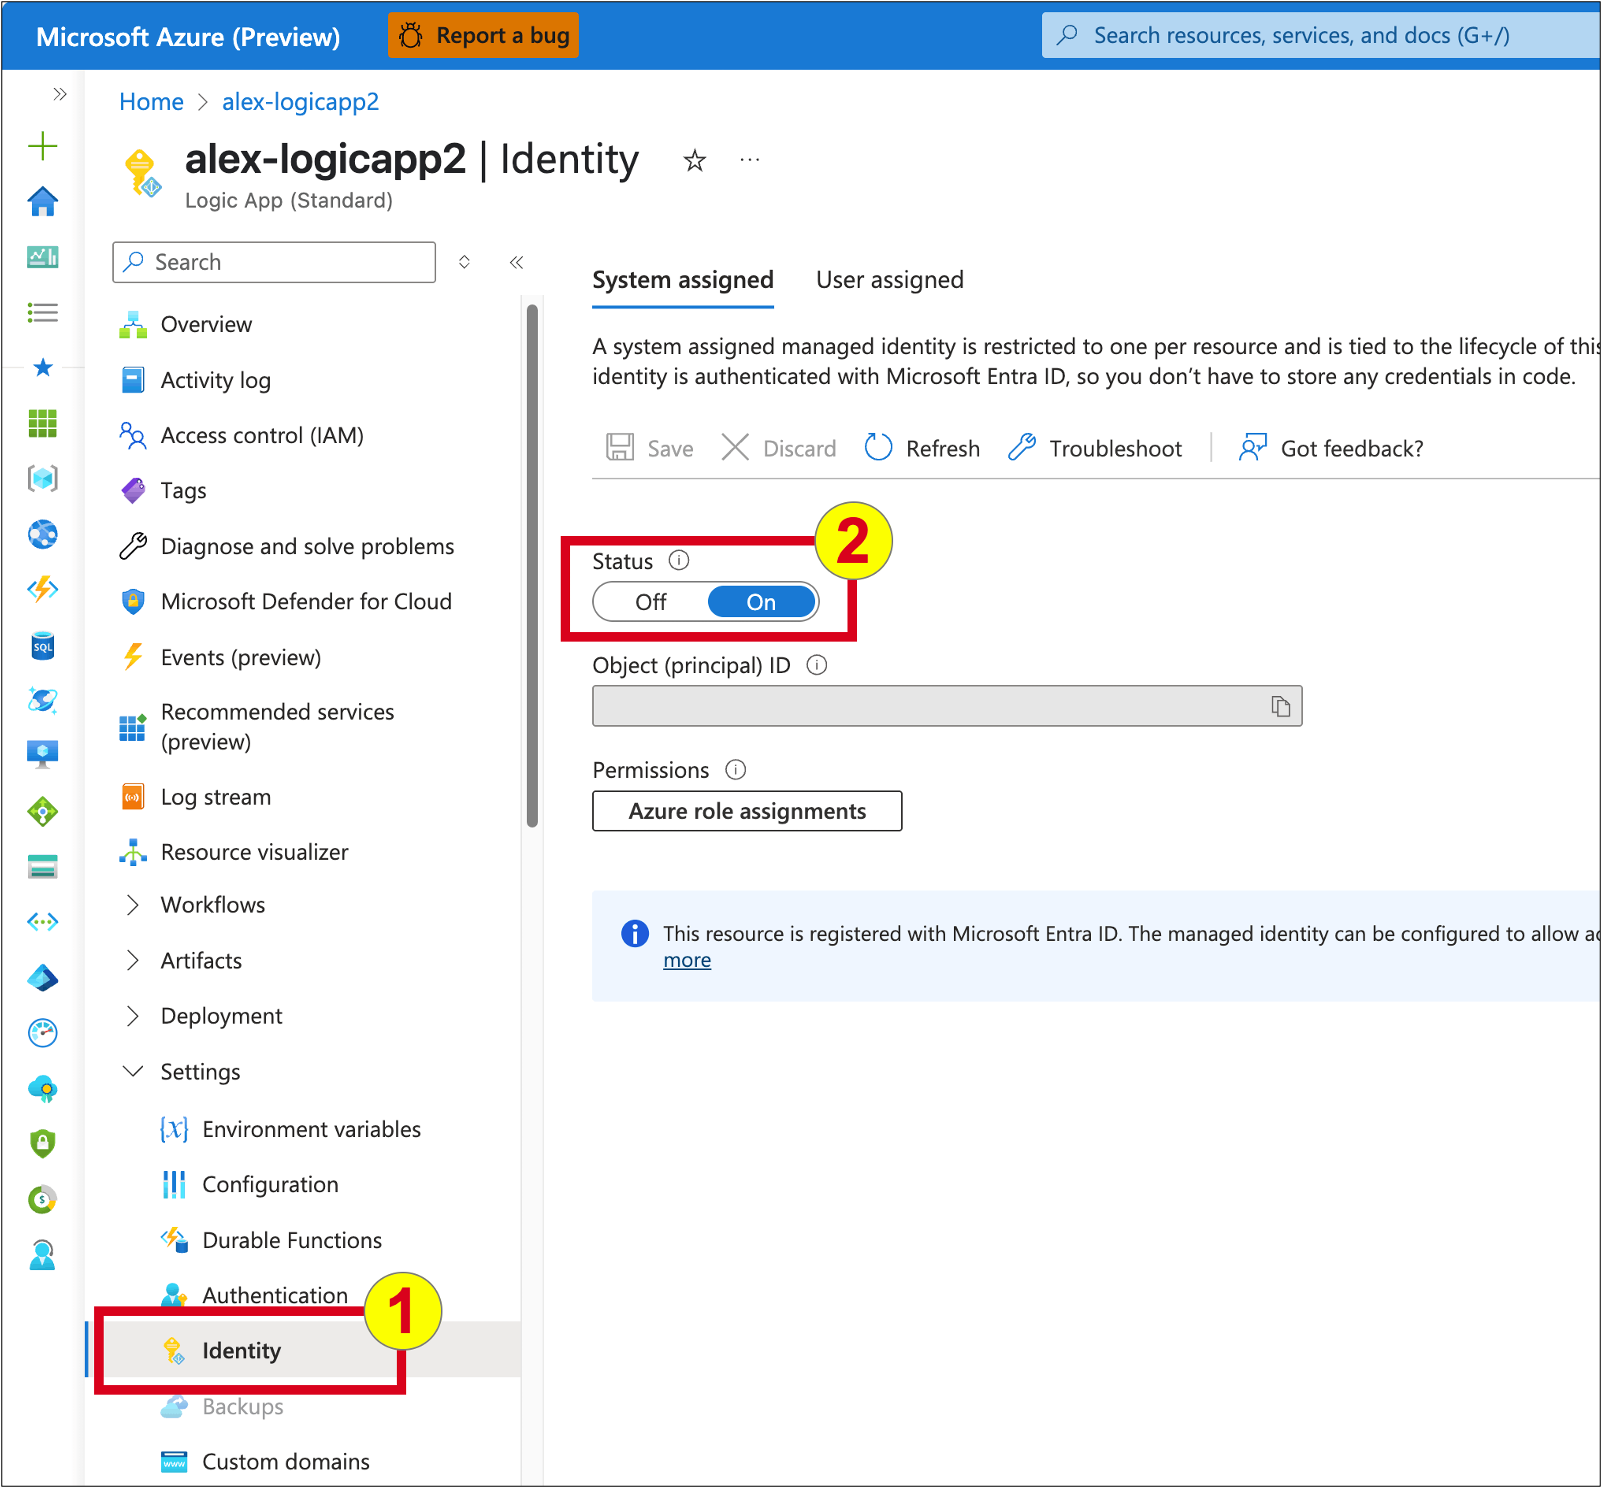 Microsoft Azure (Preview)
Report a bug
Search resources, services, and docs (G+/)
Home > alex-logicapp2
alex-logicapp2 | Identity
Logic App (Standard)
Search
Overview
Activity log
Access control (IAM)
Tags
Diagnose and solve problems
Microsoft Defender for Cloud
Events (preview)
Recommended services
(preview)
Log stream
Resource visualizer
Workflows
Artifacts
Deployment
Settings
Environment variables
Configuration
Durable Functions
Authentication
1
Identity
Backups
Custom domains
System assigned User assigned
A system assigned managed identity is restricted to one per resource and is tied to the lifecycle of this
identity is authenticated with Microsoft Entra ID, so you don’t have to store any credentials in code.
Save Discard Refresh Troubleshoot Got feedback?
2
Status
Off On
Object (principal) ID
Permissions
Azure role assignments
This resource is registered with Microsoft Entra ID. The managed identity can be configured to allow
more
SQL
www